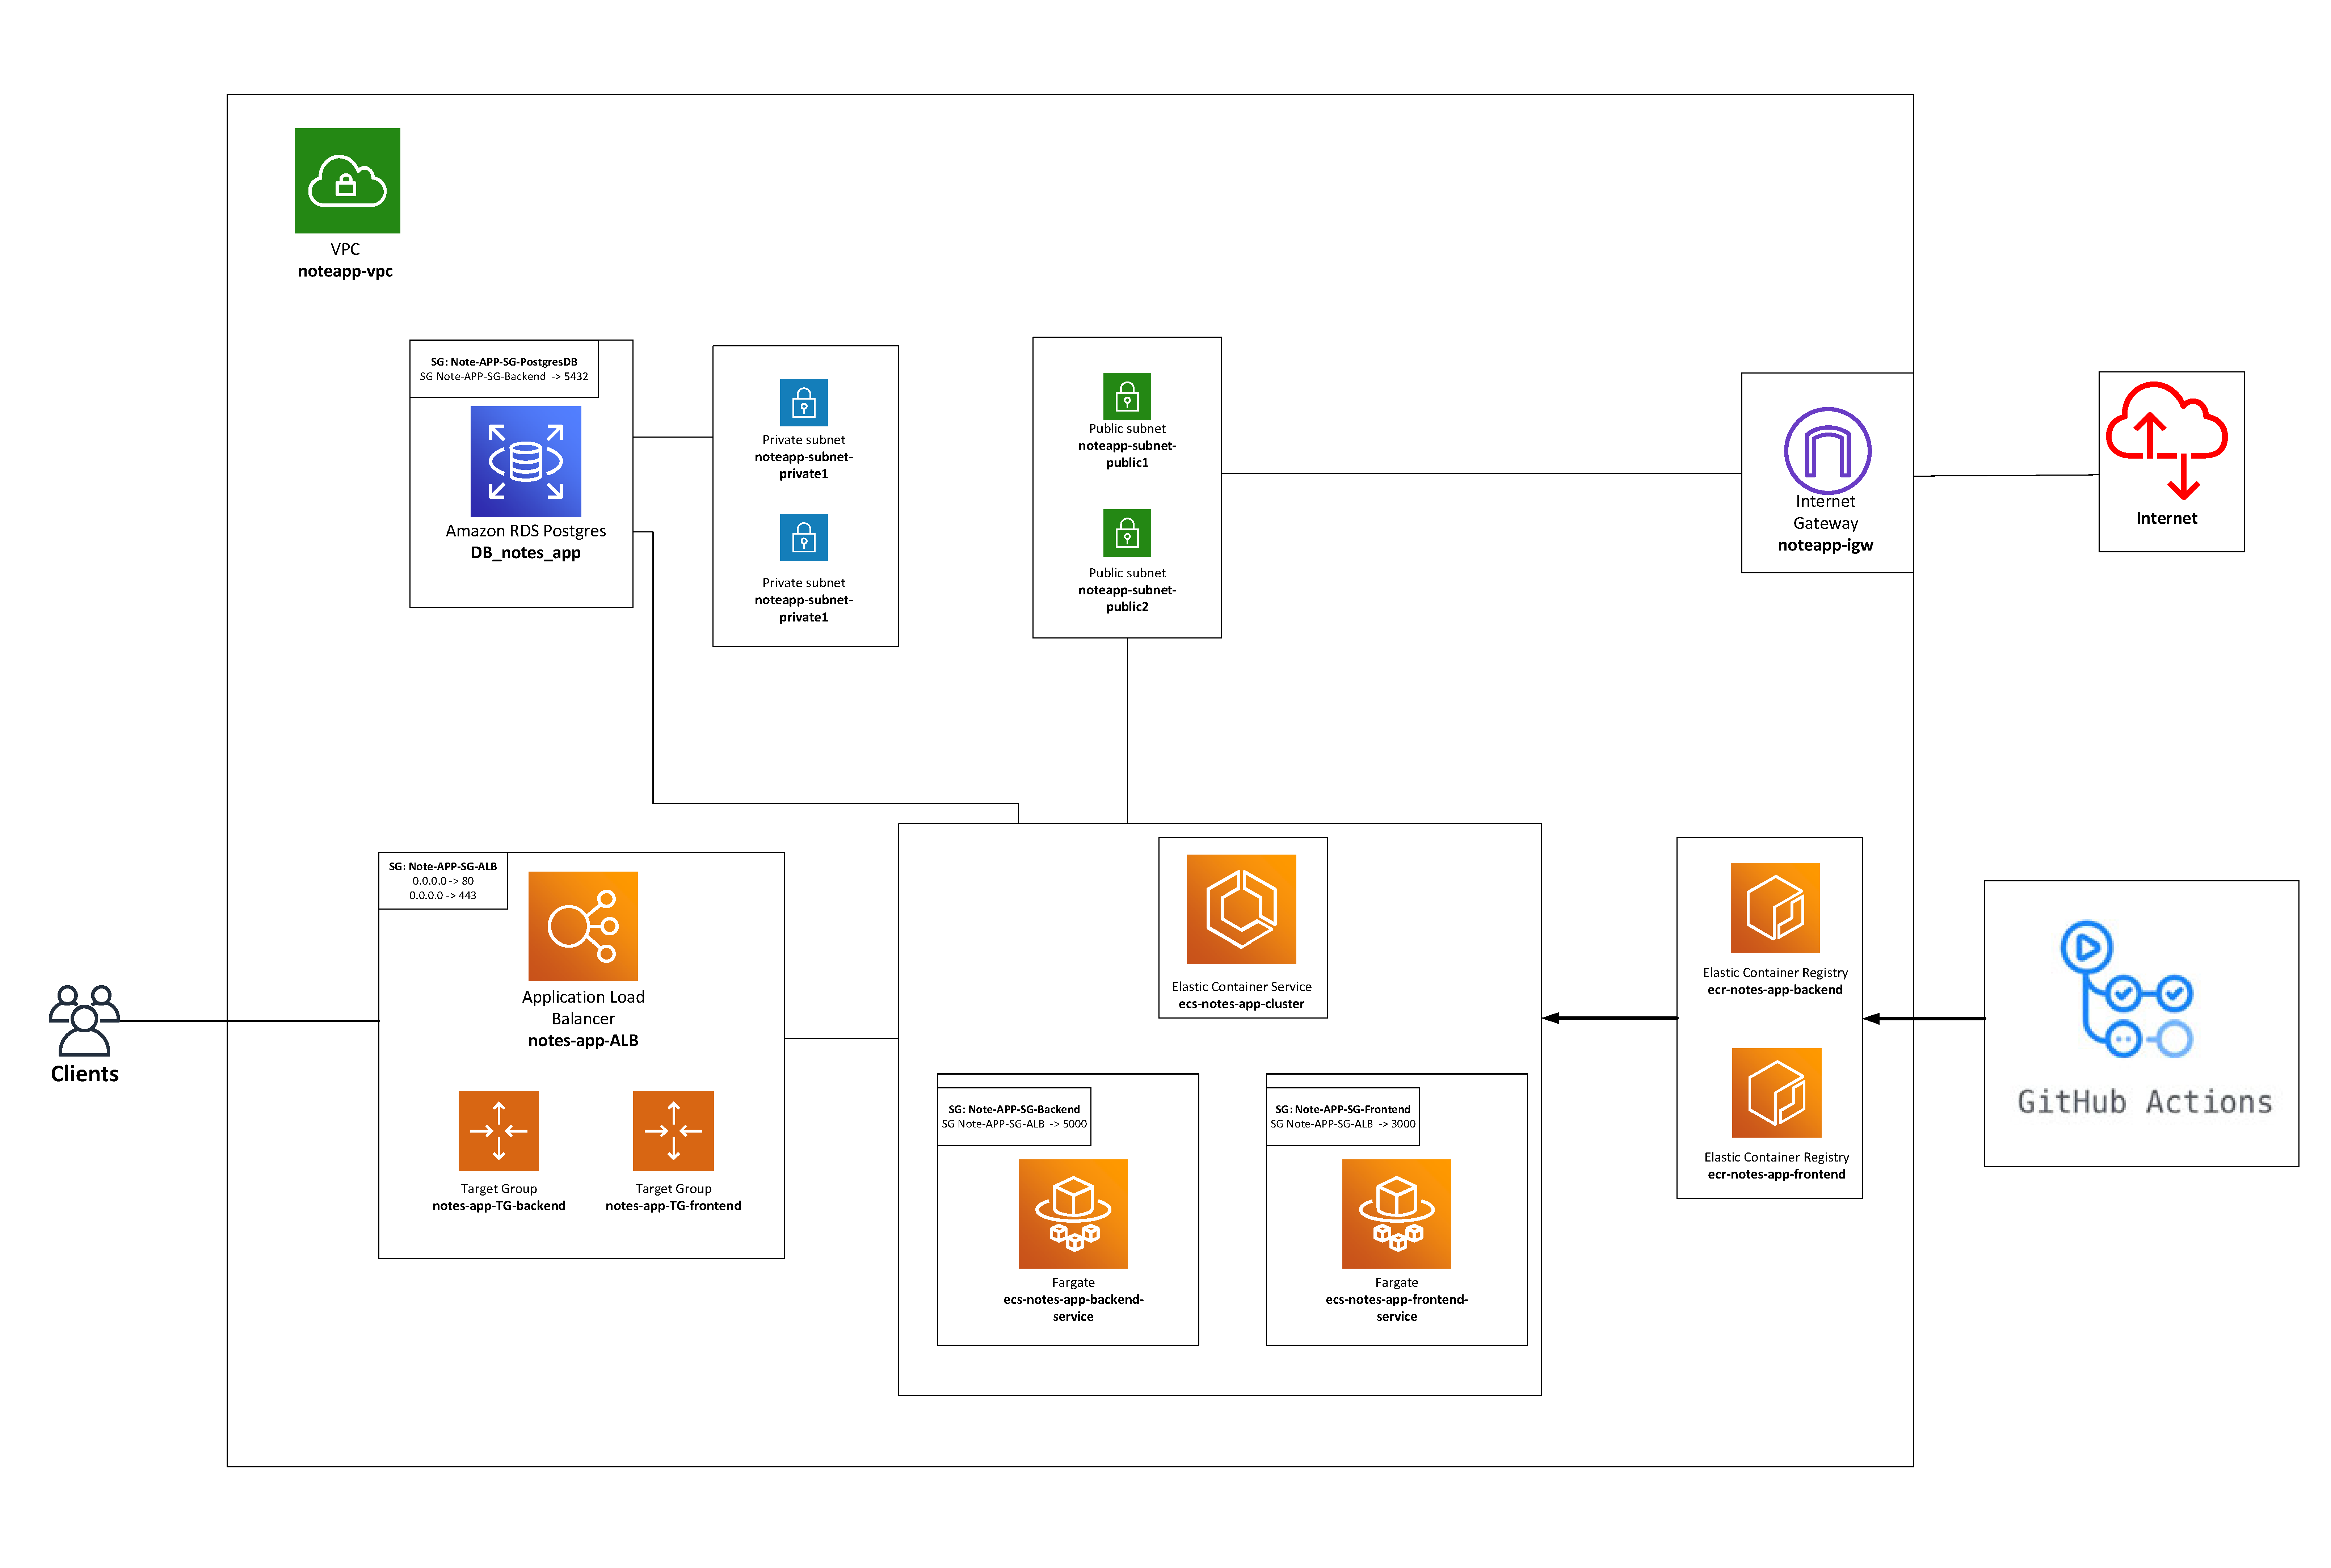 VPC
noteapp-vpc
SG: Note-APP-SG-PostgresDB
SG Note-APP-SG-Backend -> 5432
Amazon RDS Postgres
DB_notes_app
Private subnet
noteapp-subnet-
private1
Private subnet
noteapp-subnet-
private1
Public subnet
noteapp-subnet-
public1
Public subnet
noteapp-subnet-
public2
Internet
Gateway
noteapp-igw
Internet
Clients
SG: Note-APP-SG-ALB
0.0.0.0 -> 80
0.0.0.0 -> 443
Application Load
Balancer
notes-app-ALB
Target Group
notes-app-TG-backend
Target Group
notes-app-TG-frontend
Elastic Container Service
ecs-notes-app-cluster
SG: Note-APP-SG-Backend
SG Note-APP-SG-ALB -> 5000
Fargate
ecs-notes-app-backend-
service
SG: Note-APP-SG-Frontend
SG Note-APP-SG-ALB -> 3000
Fargate
ecs-notes-app-frontend-
service
Elastic Container Registry
ecr-notes-app-backend
Elastic Container Registry
ecr-notes-app-frontend
GitHub Actions